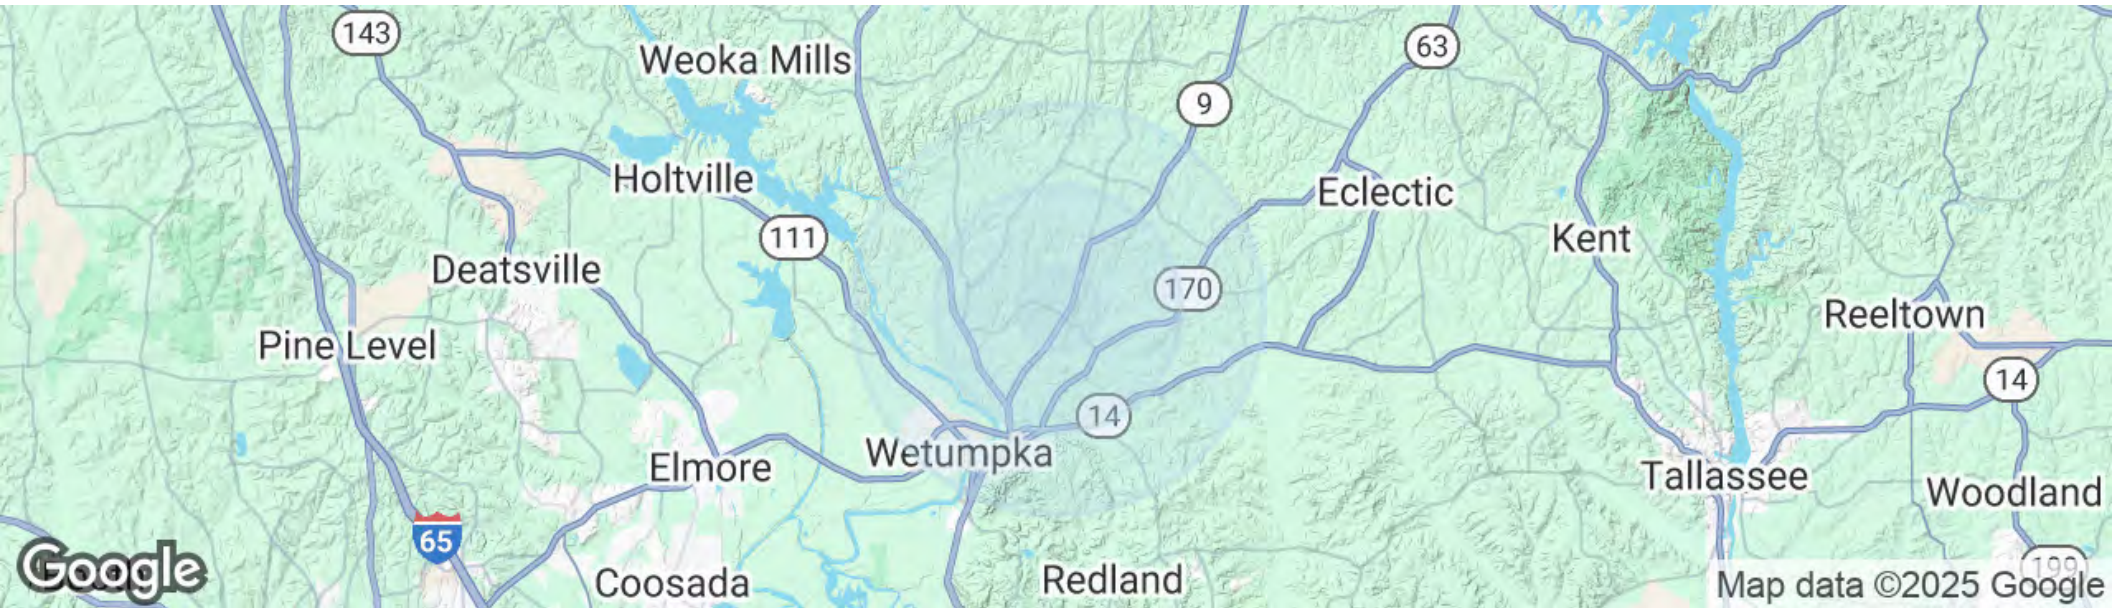 143
63
Weoka Mills
9
Holtville
Eclectic
111
Kent
Deatsville
170
Reeltown
Pine Level
14
14
Wetumpka
Elmore
Tallassee
Woodland
65
199
Google
Coosada
Redland
Map data ©2025 Google